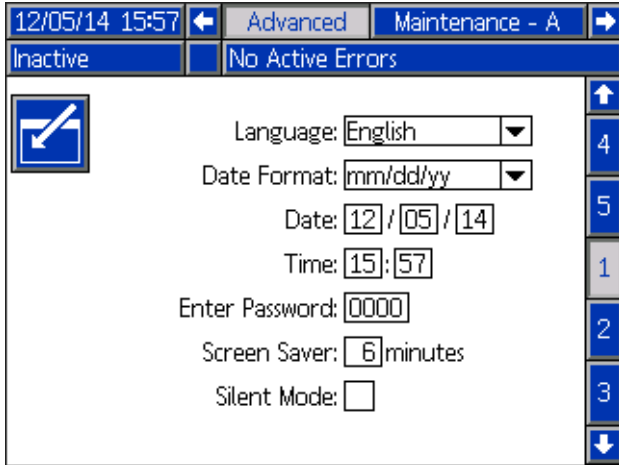 12/05/14 15:57 Advanced Maintenance - A
Inactive No Active Errors
Language: English
4
Date Format: mm/dd/yy
5
Date: 12 / 05 / 14
Time: 15 : 57
1
Enter Password: 0000
2
Screen Saver: 6 minutes
Silent Mode:
3